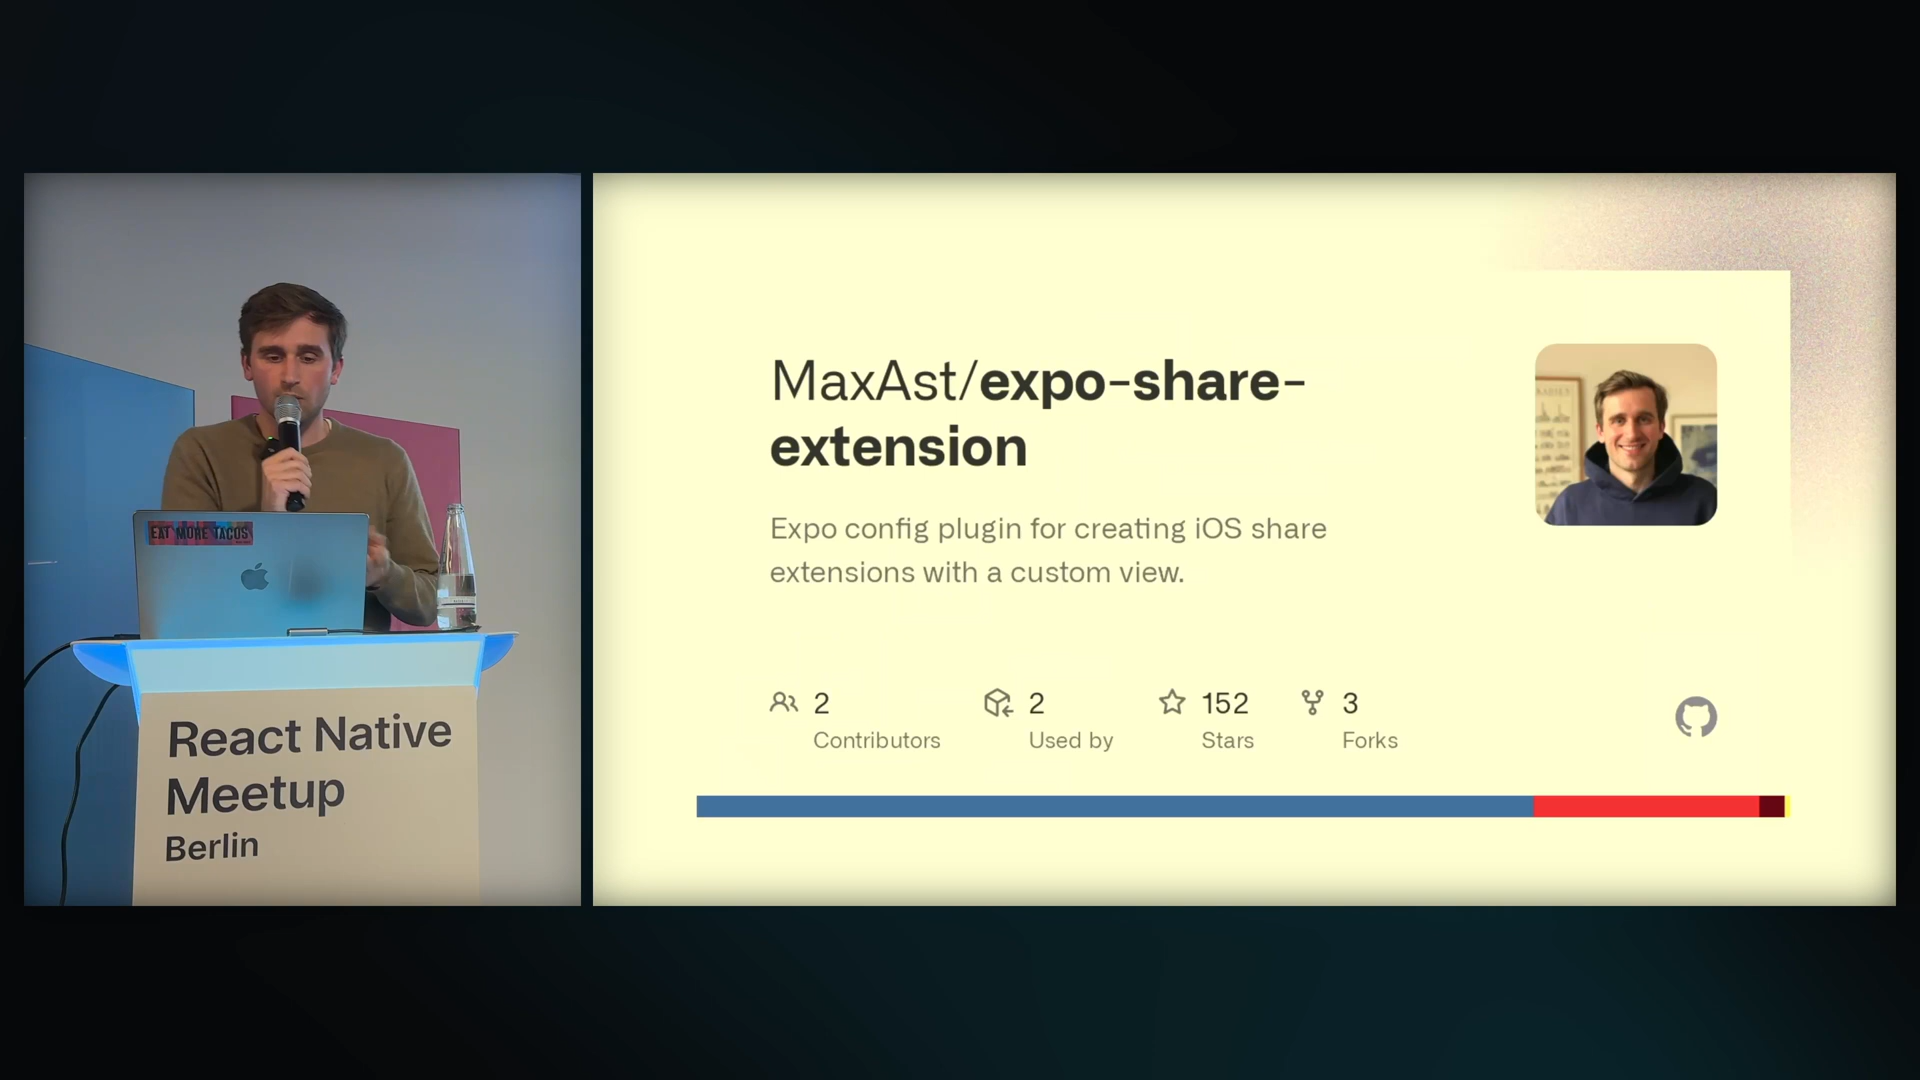 EAT MORE TACOS
React Native
Meetup
Berlin
MaxAst/expo-share-
extension
Expo config plugin for creating iOS share
extensions with a custom view.
2
Contributors
2
Used by
152
Stars
3
Forks